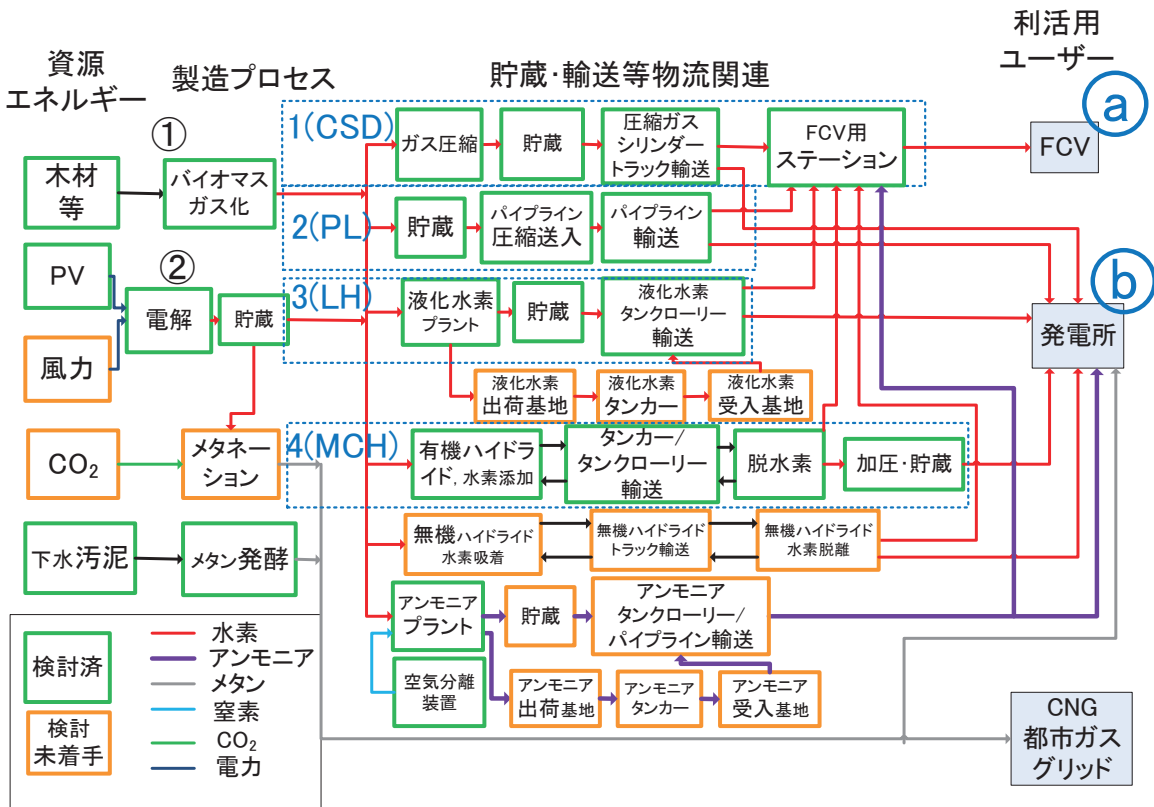 資源
エネルギー
製造プロセス
貯蔵・輸送等物流関連
利活用
ユーザー
①
木材
等
バイオマス
ガス化
PV
②
電解
貯蔵
風力
CO₂
メタネー
ション
下水汚泥
メタン発酵
1(CSD)
ガス圧縮
貯蔵
圧縮ガス
シリンダー
トラック輸送
FCV用
ステーション
2(PL)
貯蔵
パイプライン
圧縮送入
パイプライン
輸送
3(LH)
液化水素
プラント
貯蔵
液化水素
タンクローリー
輸送
液化水素
出荷基地
液化水素
タンカー
液化水素
受入基地
4(MCH)
有機ハイドラ
イド, 水素添加
タンカー/
タンクローリー
輸送
脱水素
加圧・貯蔵
無機ハイドライド
水素吸着
無機ハイドライド
トラック輸送
無機ハイドライド
水素脱離
アンモニア
プラント
貯蔵
アンモニア
タンクローリー/
パイプライン輸送
空気分離
装置
アンモニア
出荷基地
アンモニア
タンカー
アンモニア
受入基地
a
FCV
b
発電所
CNG
都市ガス
グリッド
検討済
検討
未着手
水素
アンモニア
メタン
窒素
CO₂
電力